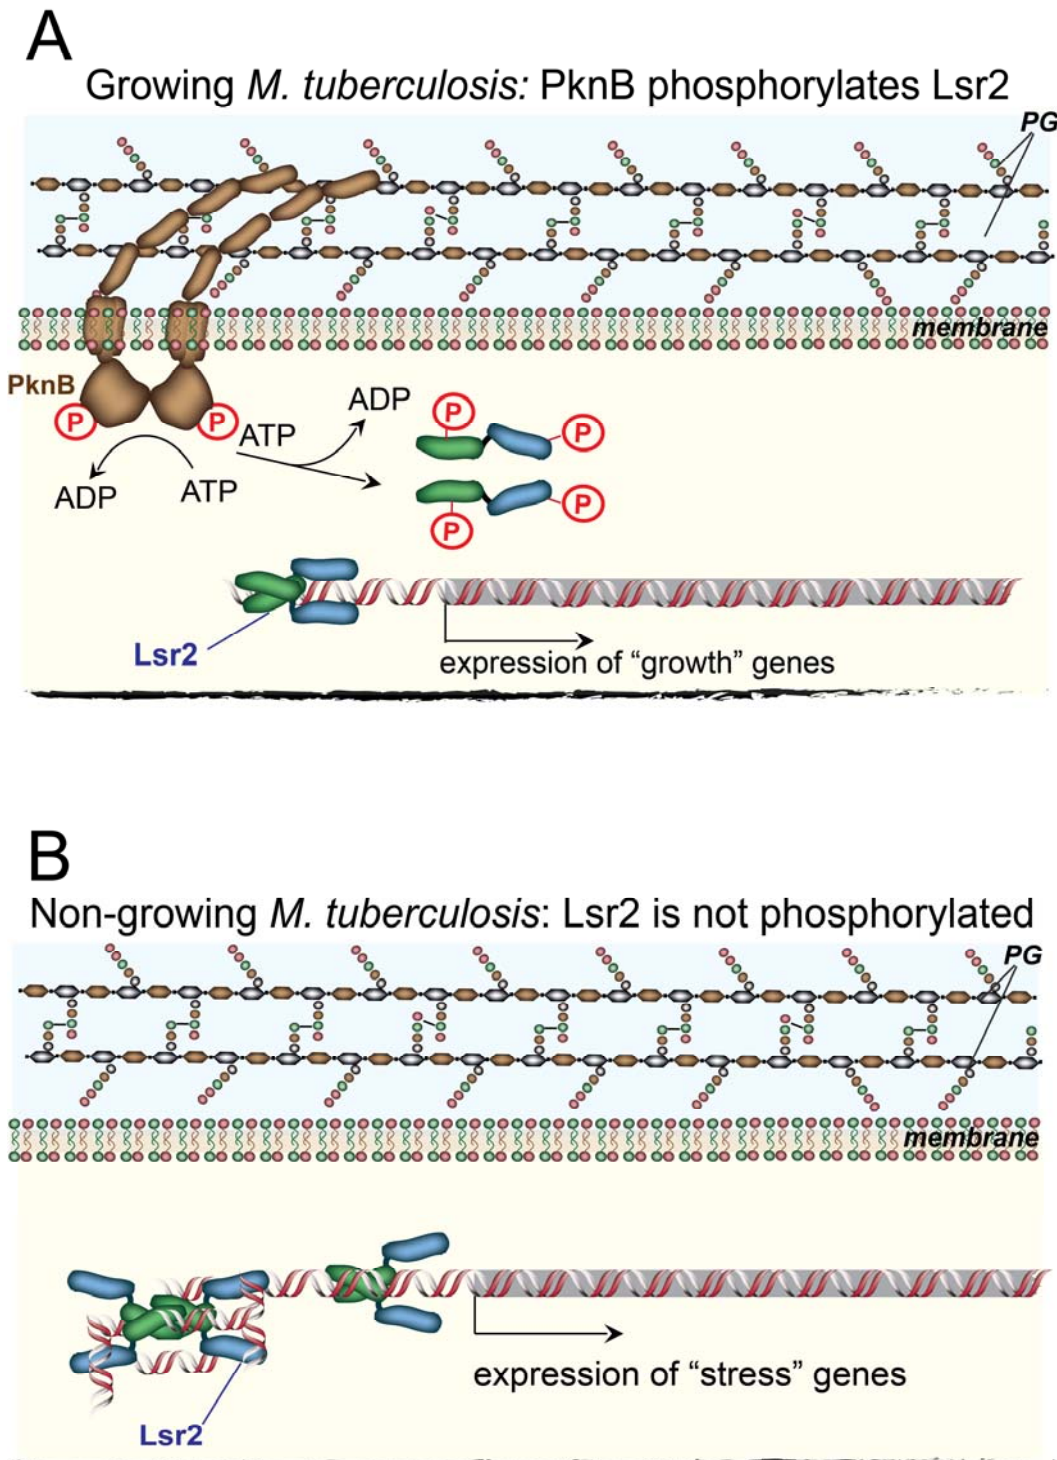 A
Growing M. tuberculosis: PknB phosphorylates Lsr2
PG
membrane
PknB
P
P
ATP
ADP
P
P
ADP
ATP
P
P
Lsr2
expression of “growth” genes
B
Non-growing M. tuberculosis: Lsr2 is not phosphorylated
PG
membrane
expression of “stress” genes
Lsr2